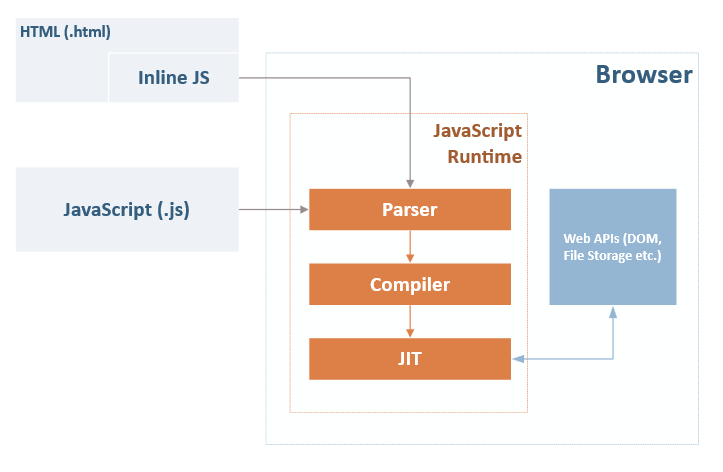 HTML (.html)
Inline JS
Browser
JavaScript
Runtime
JavaScript (.js)
Parser
Web APIs (DOM,
File Storage etc.)
Compiler
JIT